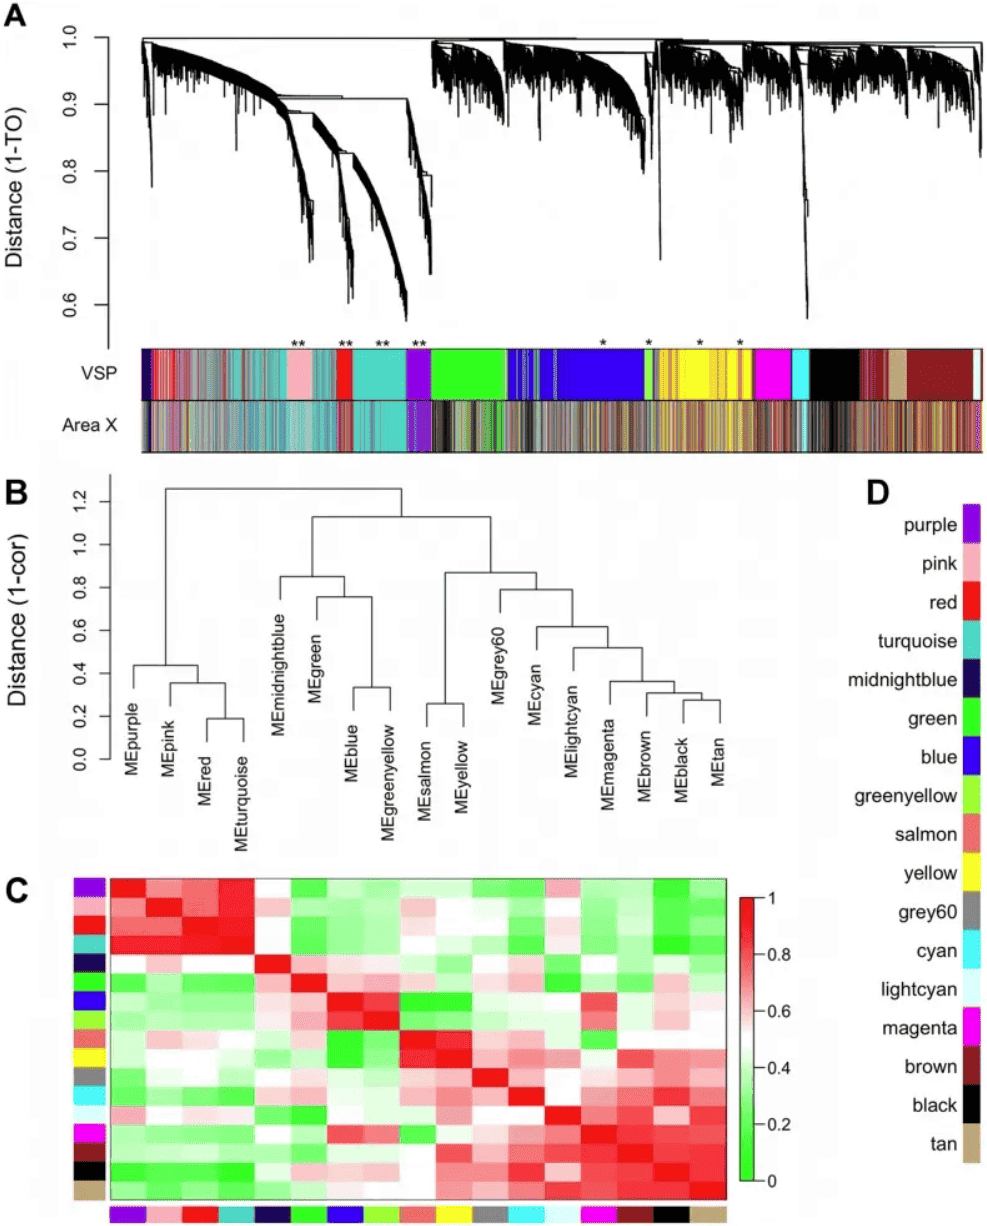 A
Distance (1-TO)
1.0
0.9
0.8
0.7
0.6
** ** ** ** * * * *
VSP
Area X
B
Distance (1-cor)
1.2
1.0
0.8
0.6
0.4
0.2
0.0
MEpurple
MEpink
MEred
MEturquoise
MEmidnightblue
MEgreen
MEblue
MEgreenyellow
MEsalmon
MEyellow
MEgrey60
MEcyan
MElightcyan
MEmagenta
MEbrown
MEblack
MEtan
D
purple
pink
red
turquoise
midnightblue
green
blue
greenyellow
salmon
yellow
grey60
cyan
lightcyan
magenta
brown
black
tan
C
1
0.8
0.6
0.4
0.2
0